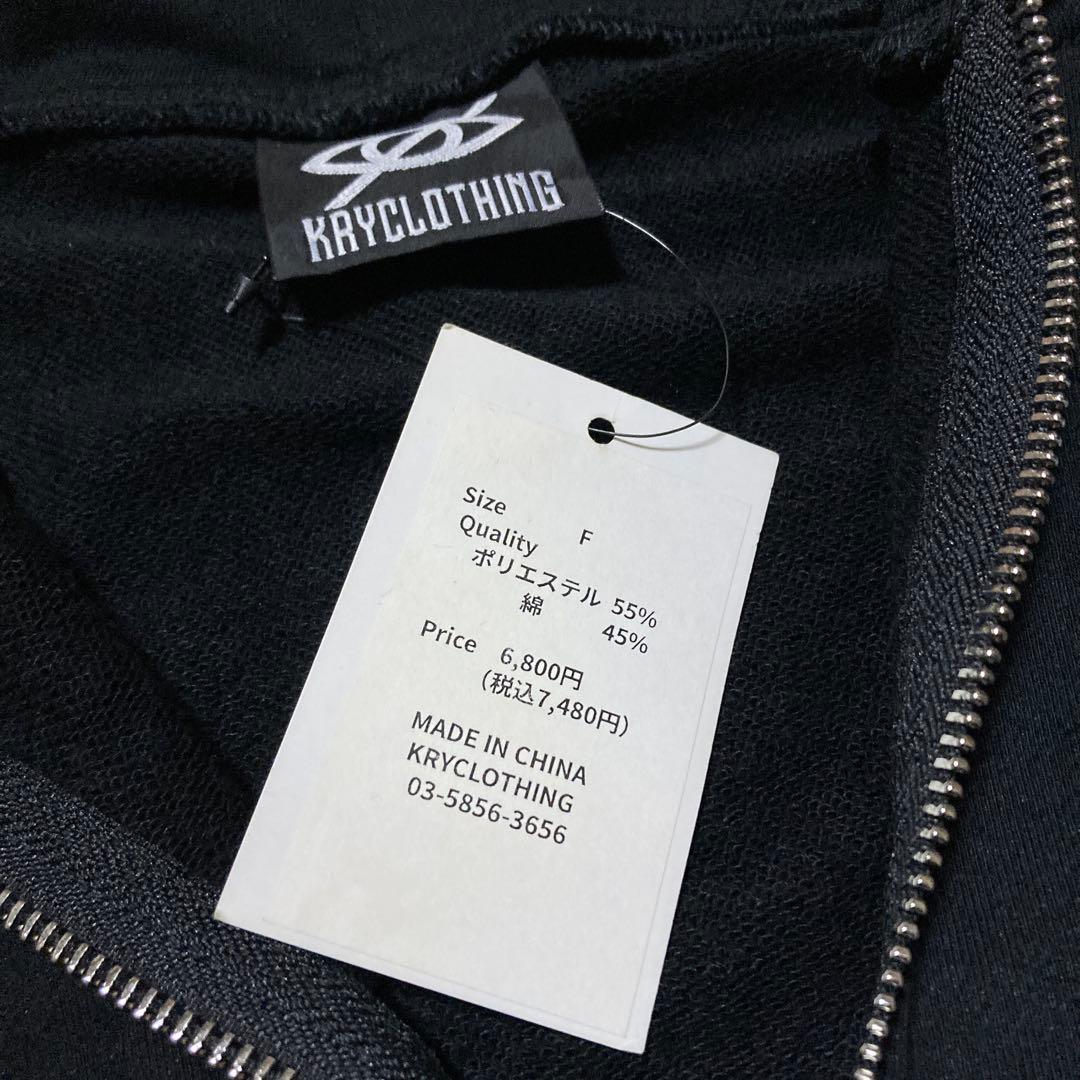 KRYCLOTHING
Size F
Quality
ポリエステル 55%
綿 45%
Price 6,800円
(税込7,480円)
MADE IN CHINA
KRYCLOTHING
03-5856-3656